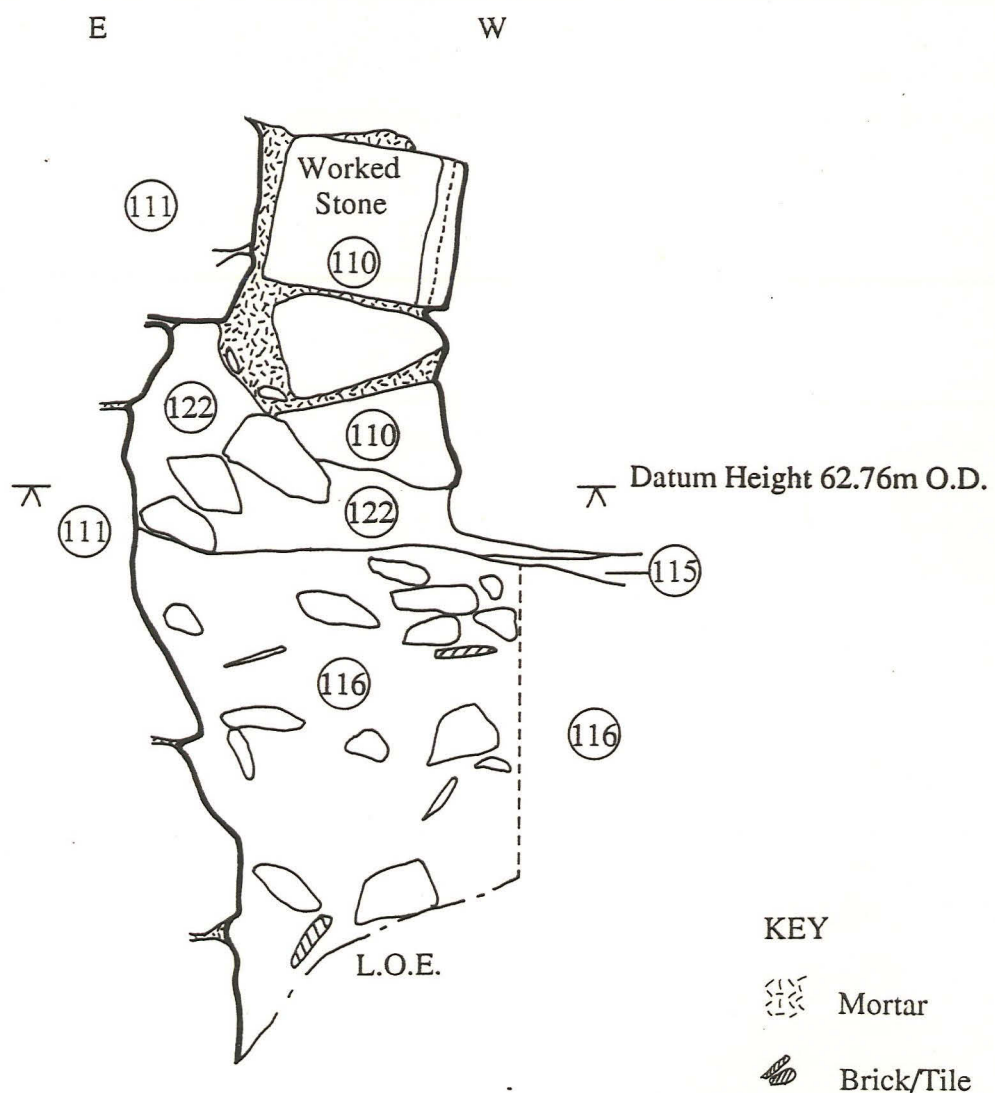 E W
Worked
Stone
111
110
122
110
Datum Height 62.76m O.D.
122
111
115
116
116
L.O.E.
KEY
Mortar
Brick/Tile